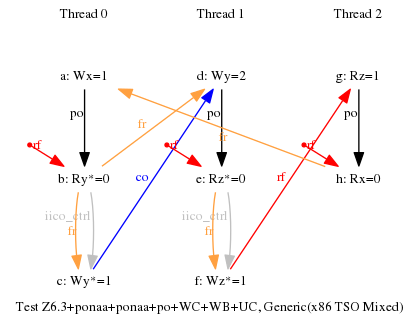 Thread 0 Thread 1 Thread 2
a: Wx=1 d: Wy=2 g: Rz=1
po po po
fr fr
rf rf rf
co rf
b: Ry*=0 e: Rz*=0 h: Rx=0
iico_ctrl iico_ctrl
fr fr
c: Wy*=1 f: Wz*=1
Test Z6.3+ponaa+ponaa+po+WC+WB+UC, Generic(x86 TSO Mixed)